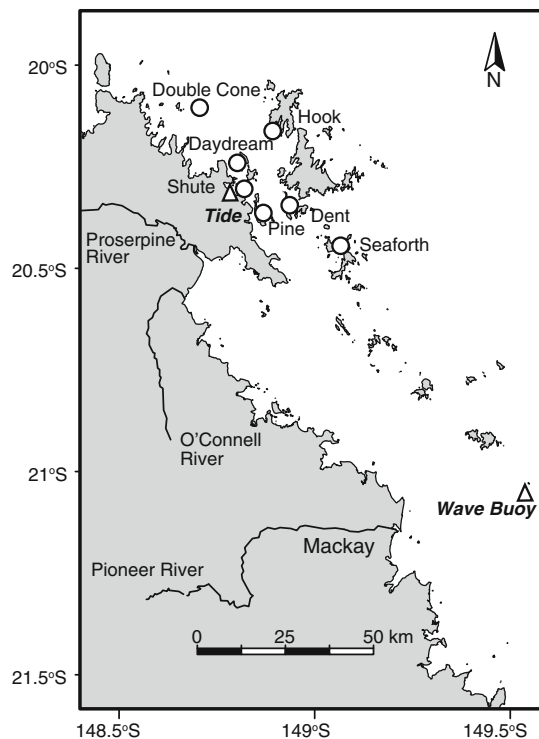 20°S
N
Double Cone
Hook
Daydream
Shute
Tide
Dent
Pine
Proserpine
River
Seaforth
20.5°S
O'Connell
River
21°S
Wave Buoy
Mackay
Pioneer River
0 25 50 km
21.5°S
148.5°S 149°S 149.5°S